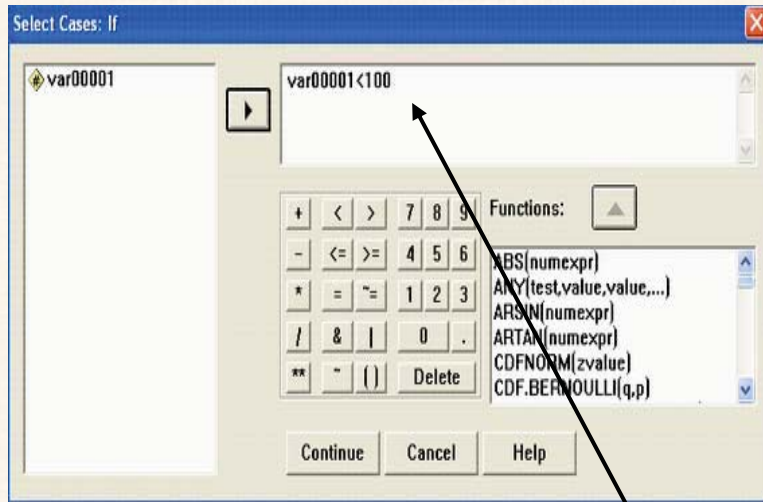 Select Cases: If
var00001
var00001<100
+ < > 7 8 9
- <= >= 4 5 6
* = ~= 1 2 3
/ & | 0 .
** ~ () Delete
Functions:
ABS(numexpr)
ANY(test,value,value,...)
ARSIN(numexpr)
ARTAN(numexpr)
CDFNORM(zvalue)
CDF.BERNOULLI(q,p)
Continue Cancel Help